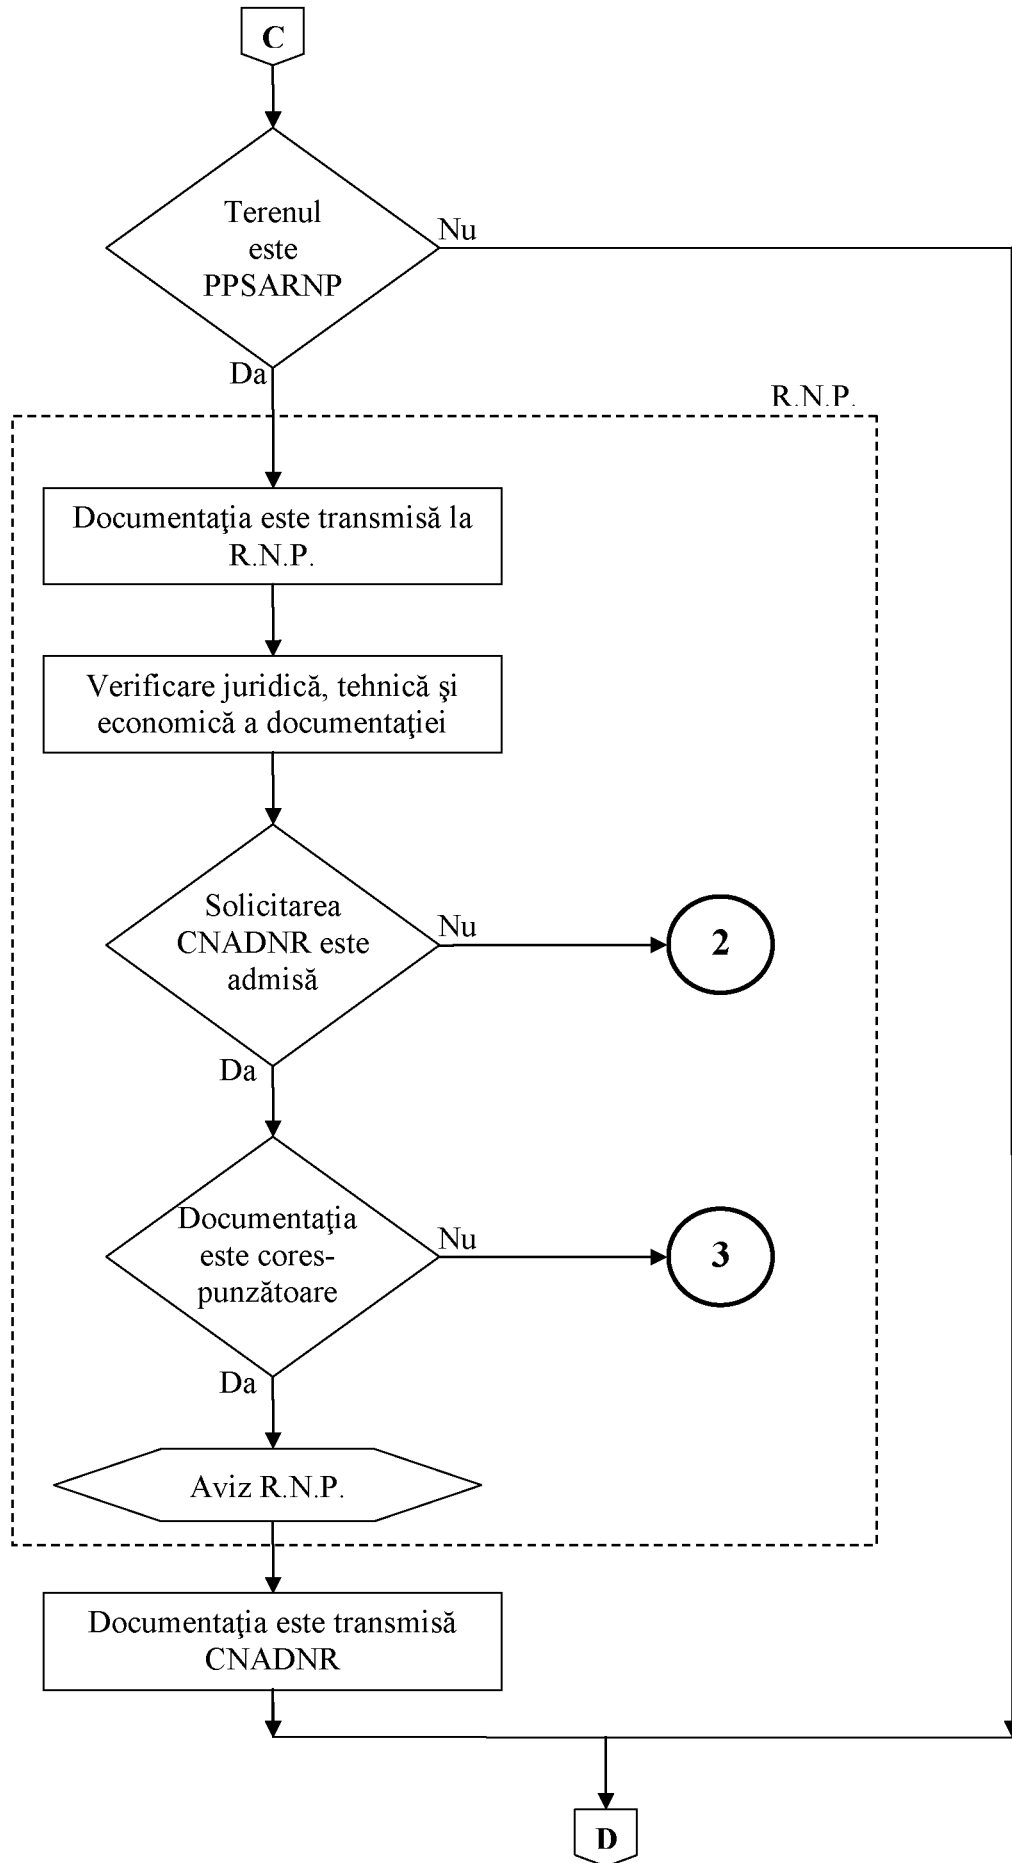 C
Terenul
este
PPSARNP
Nu
Da
R.N.P.
Documentaţia este transmisă la
R.N.P.
Verificare juridică, tehnică şi
economică a documentaţiei
Solicitarea
CNADNR este
admisă
Nu
2
Da
Documentaţia
este cores-
punzătoare
Nu
3
Da
Aviz R.N.P.
Documentaţia este transmisă
CNADNR
D